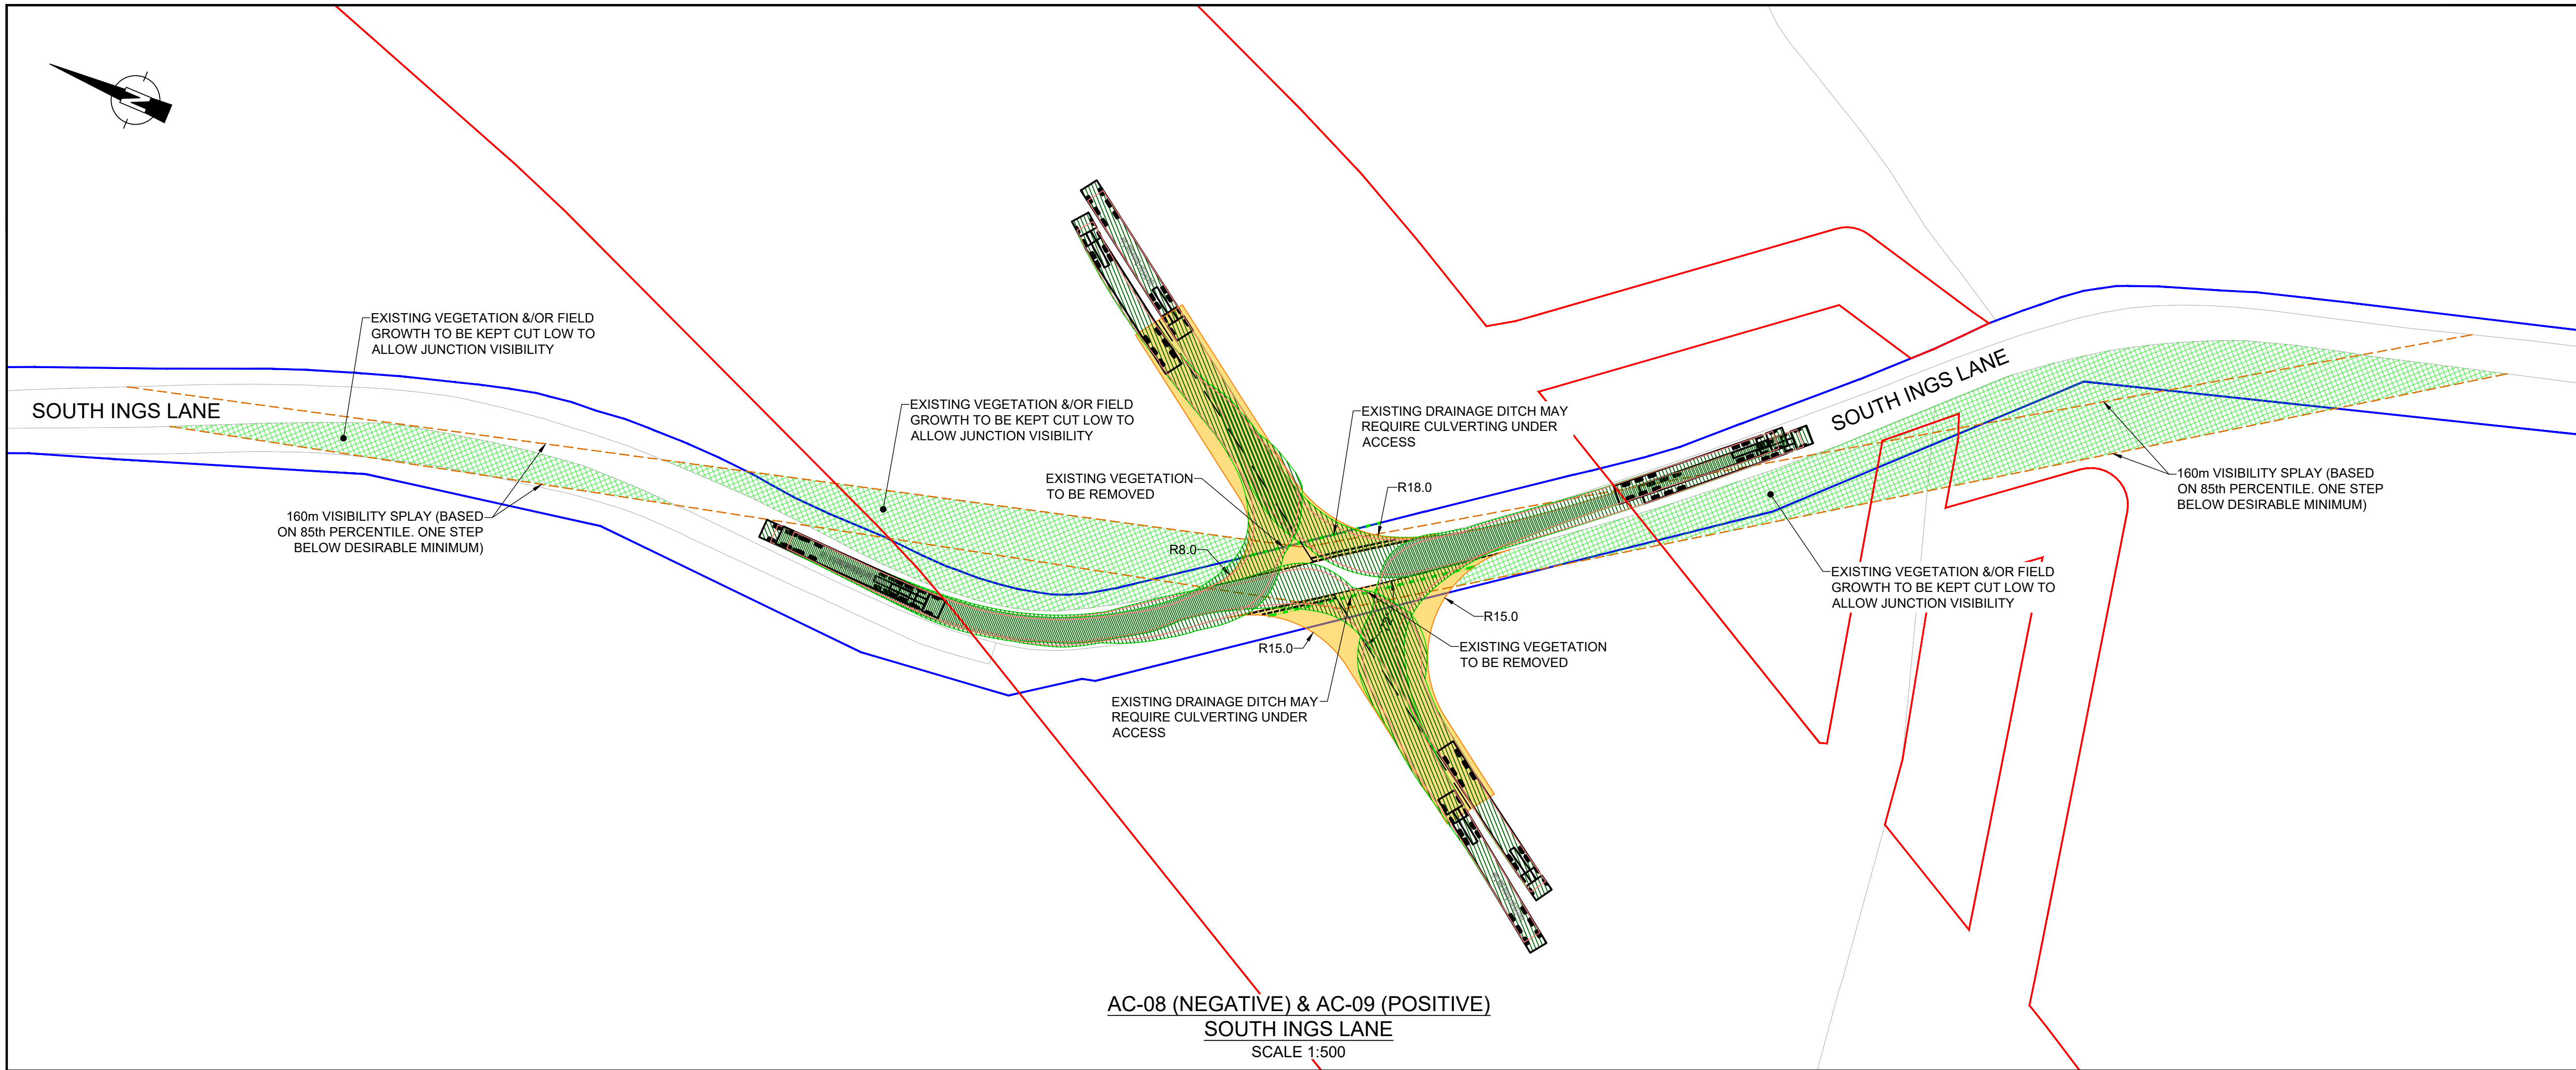 N
EXISTING VEGETATION &/OR FIELD
GROWTH TO BE KEPT CUT LOW TO
ALLOW JUNCTION VISIBILITY
SOUTH INGS LANE
160m VISIBILITY SPLAY (BASED
ON 85th PERCENTILE. ONE STEP
BELOW DESIRABLE MINIMUM)
EXISTING VEGETATION &/OR FIELD
GROWTH TO BE KEPT CUT LOW TO
ALLOW JUNCTION VISIBILITY
EXISTING VEGETATION
TO BE REMOVED
EXISTING DRAINAGE DITCH MAY
REQUIRE CULVERTING UNDER
ACCESS
R18.0
R8.0
R15.0
R15.0
EXISTING VEGETATION
TO BE REMOVED
EXISTING DRAINAGE DITCH MAY
REQUIRE CULVERTING UNDER
ACCESS
SOUTH INGS LANE
160m VISIBILITY SPLAY (BASED
ON 85th PERCENTILE. ONE STEP
BELOW DESIRABLE MINIMUM)
EXISTING VEGETATION &/OR FIELD
GROWTH TO BE KEPT CUT LOW TO
ALLOW JUNCTION VISIBILITY
AC-08 (NEGATIVE) & AC-09 (POSITIVE)
SOUTH INGS LANE
SCALE 1:500